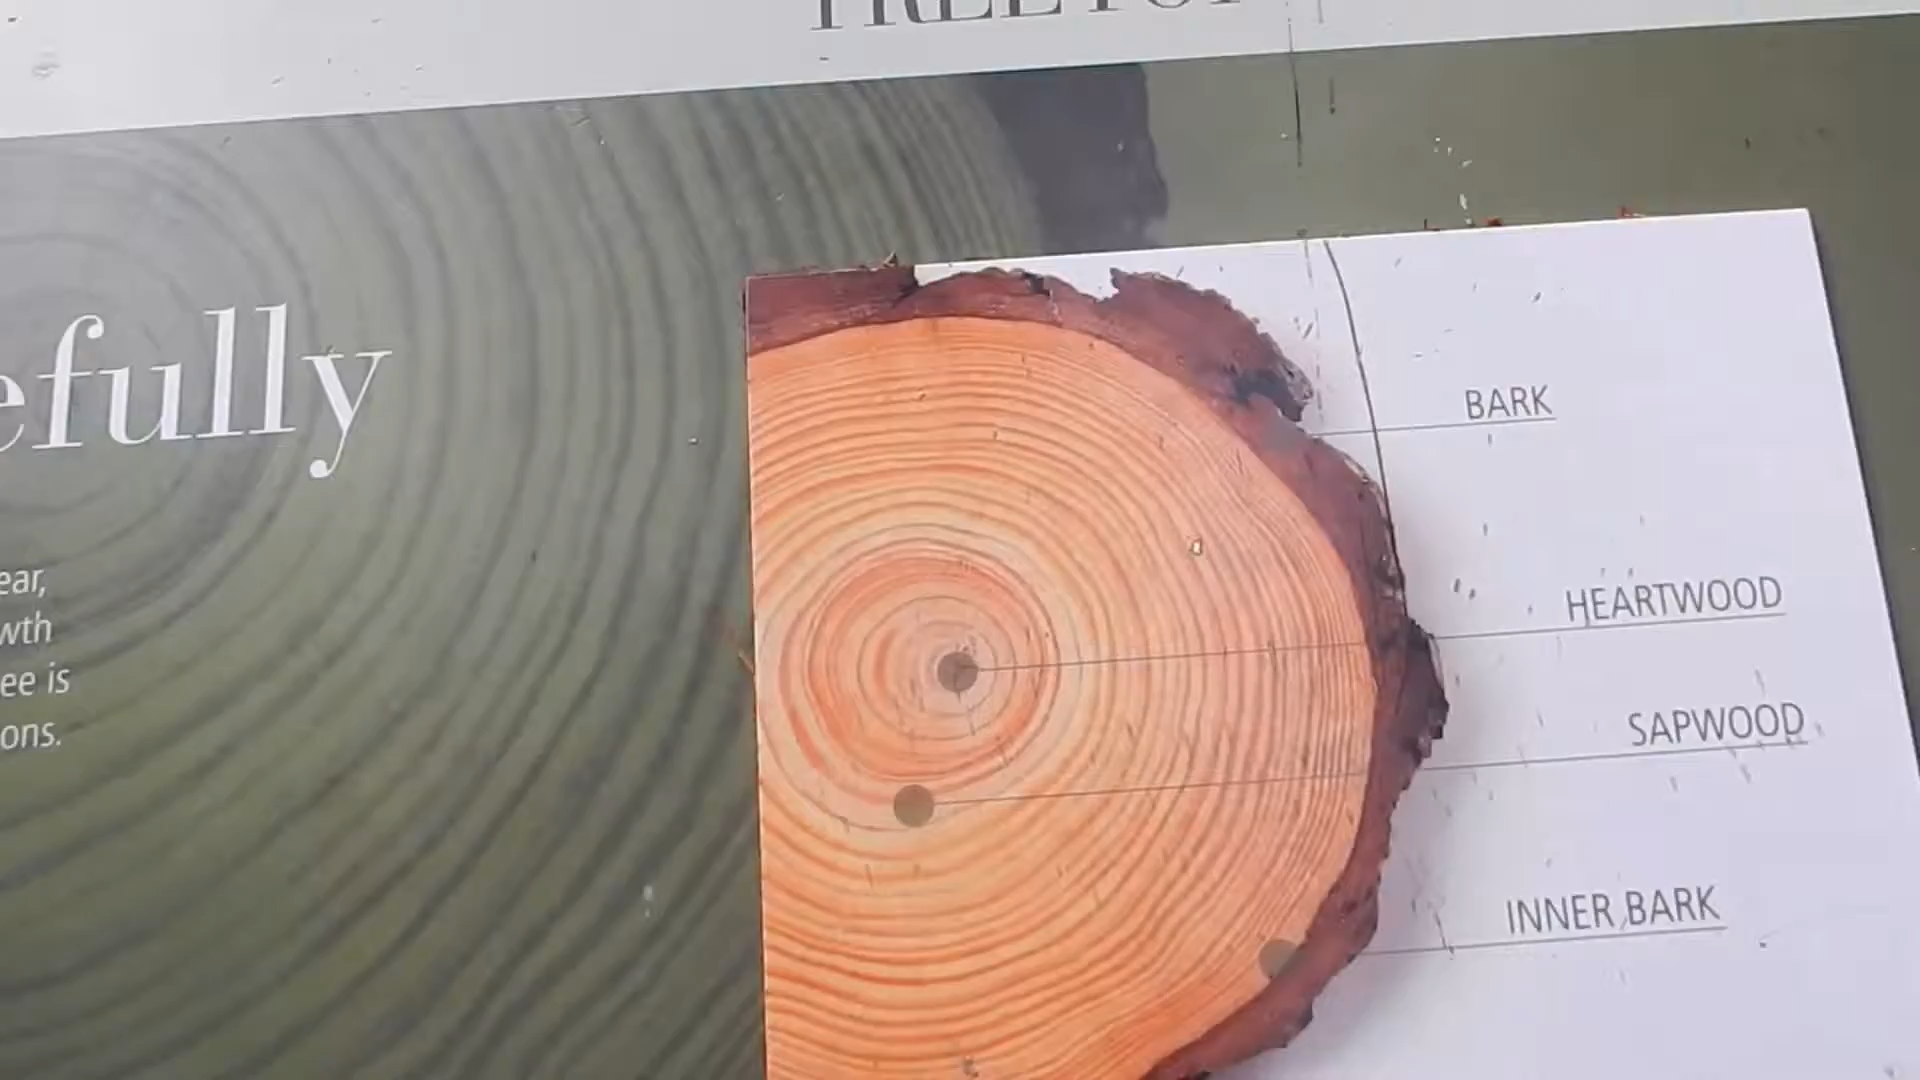 efully
ear,
wth
ee is
ons.
BARK
HEARTWOOD
SAPWOOD
INNER BARK